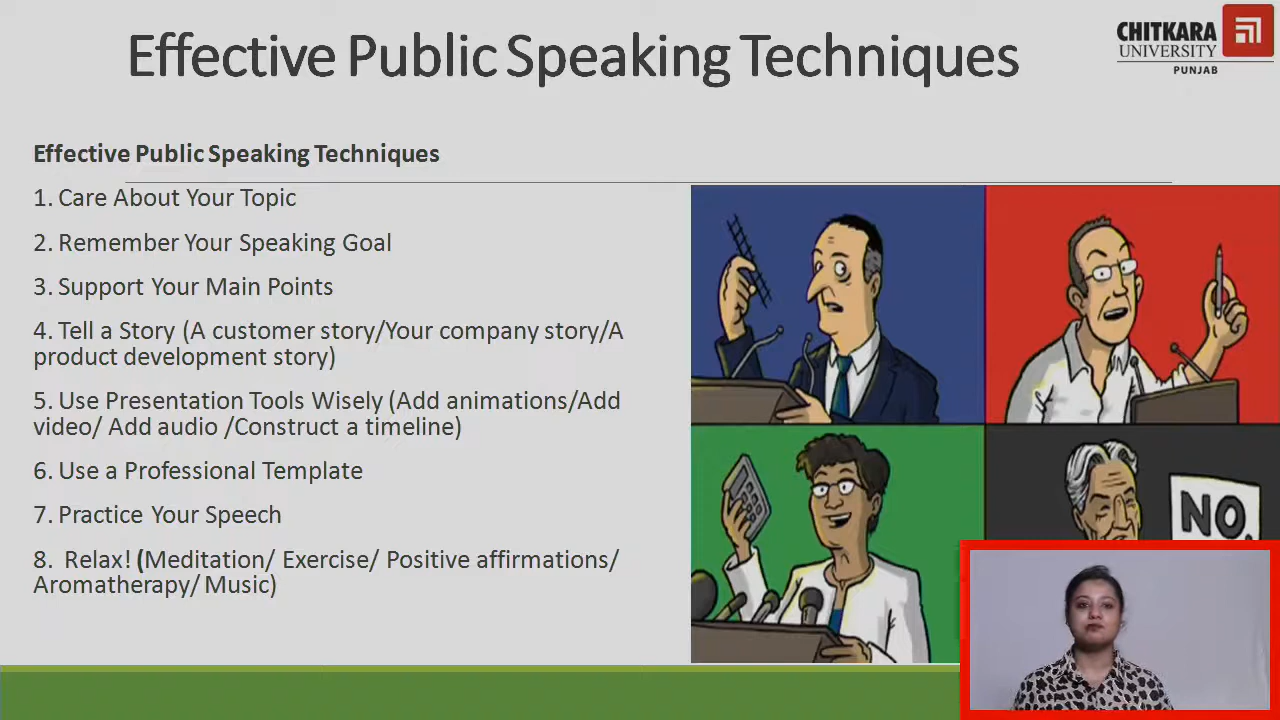 Effective Public Speaking Techniques
CHITKARA
UNIVERSITY
PUNJAB
Effective Public Speaking Techniques
1. Care About Your Topic
2. Remember Your Speaking Goal
3. Support Your Main Points
4. Tell a Story (A customer story/Your company story/A
product development story)
5. Use Presentation Tools Wisely (Add animations/Add
video/ Add audio /Construct a timeline)
6. Use a Professional Template
7. Practice Your Speech
8.  Relax! (Meditation/ Exercise/ Positive affirmations/
Aromatherapy/ Music)
NO.